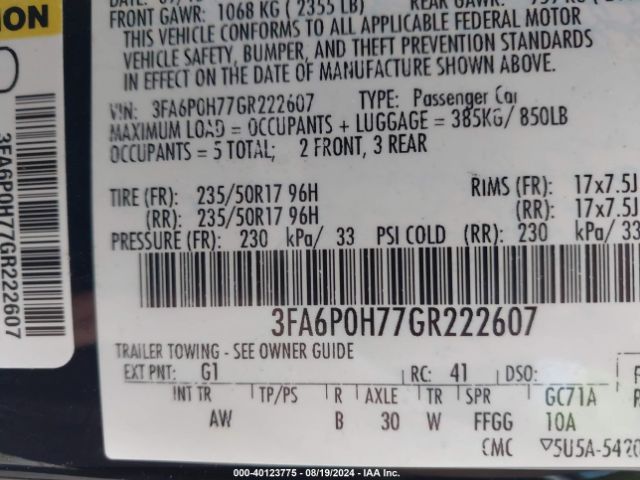 FRONT GAWR: 1068 KG ( 2355 LB)
THIS VEHICLE CONFORMS TO ALL APPLICABLE FEDERAL MOTOR
VEHICLE SAFETY, BUMPER, AND THEFT PREVENTION STANDARDS
IN EFFECT ON THE DATE OF MANUFACTURE SHOWN ABOVE.
VIN: 3FA6P0H77GR222607 TYPE: Passenger Car
MAXIMUM LOAD = OCCUPANTS + LUGGAGE = 385KG/ 850LB
OCCUPANTS = 5 TOTAL; 2 FRONT, 3 REAR
TIRE (FR): 235/50R17 96H RIMS (FR): 17x7.5J
(RR): 235/50R17 96H (RR): 17x7.5J
PRESSURE (FR): 230 kPa/ 33 PSI COLD (RR): 230 kPa/ 33
3FA6P0H77GR222607
TRAILER TOWING - SEE OWNER GUIDE
EXT PNT: G1 RC: 41 DSO:
INT TR TP/PS R AXLE TR SPR GC71A
AW B 30 W FFGG 10A
CMC 5U5A-5420
3FA6P0H77GR222607
000-40123775 - 08/19/2024 - IAA Inc.